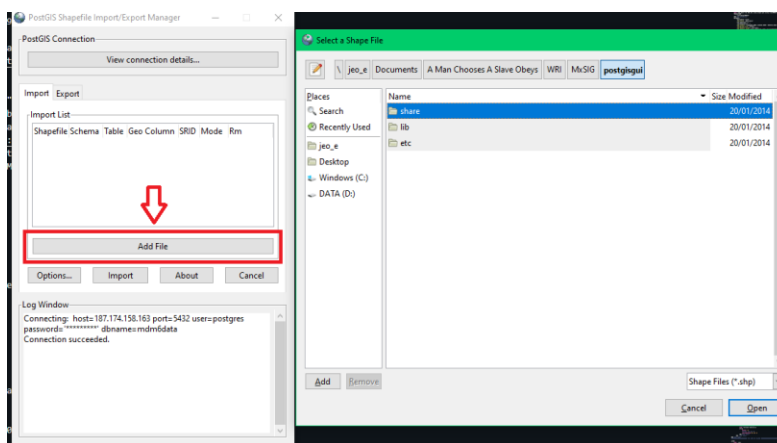 PostGIS Shapefile Import/Export Manager
PostGIS Connection
View connection details...
Import Export
Import List
Shapefile Schema Table Geo Column SRID Mode Rm
Add File
Options... Import About Cancel
Log Window
Connecting: host=187.174.158.163 port=5432 user=postgres
password='*********' dbname=mdm6data
Connection succeeded.
Select a Shape File
\ jeo_e Documents A Man Chooses A Slave Obeys WRI MxSIG postgisgui
Places
Search
Recently Used
jeo_e
Desktop
Windows (C:)
DATA (D:)
Name Size Modified
share 20/01/2014
lib 20/01/2014
etc 20/01/2014
Add Remove
Shape Files (*.shp)
Cancel Open